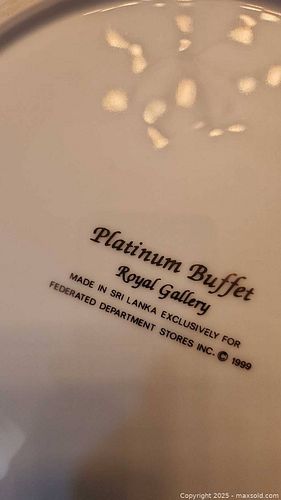 Platinum Buffet
Royal Gallery
MADE IN SRI LANKA EXCLUSIVELY FOR
FEDERATED DEPARTMENT STORES INC. © 1999
Copyright 2025 - maxsold.com